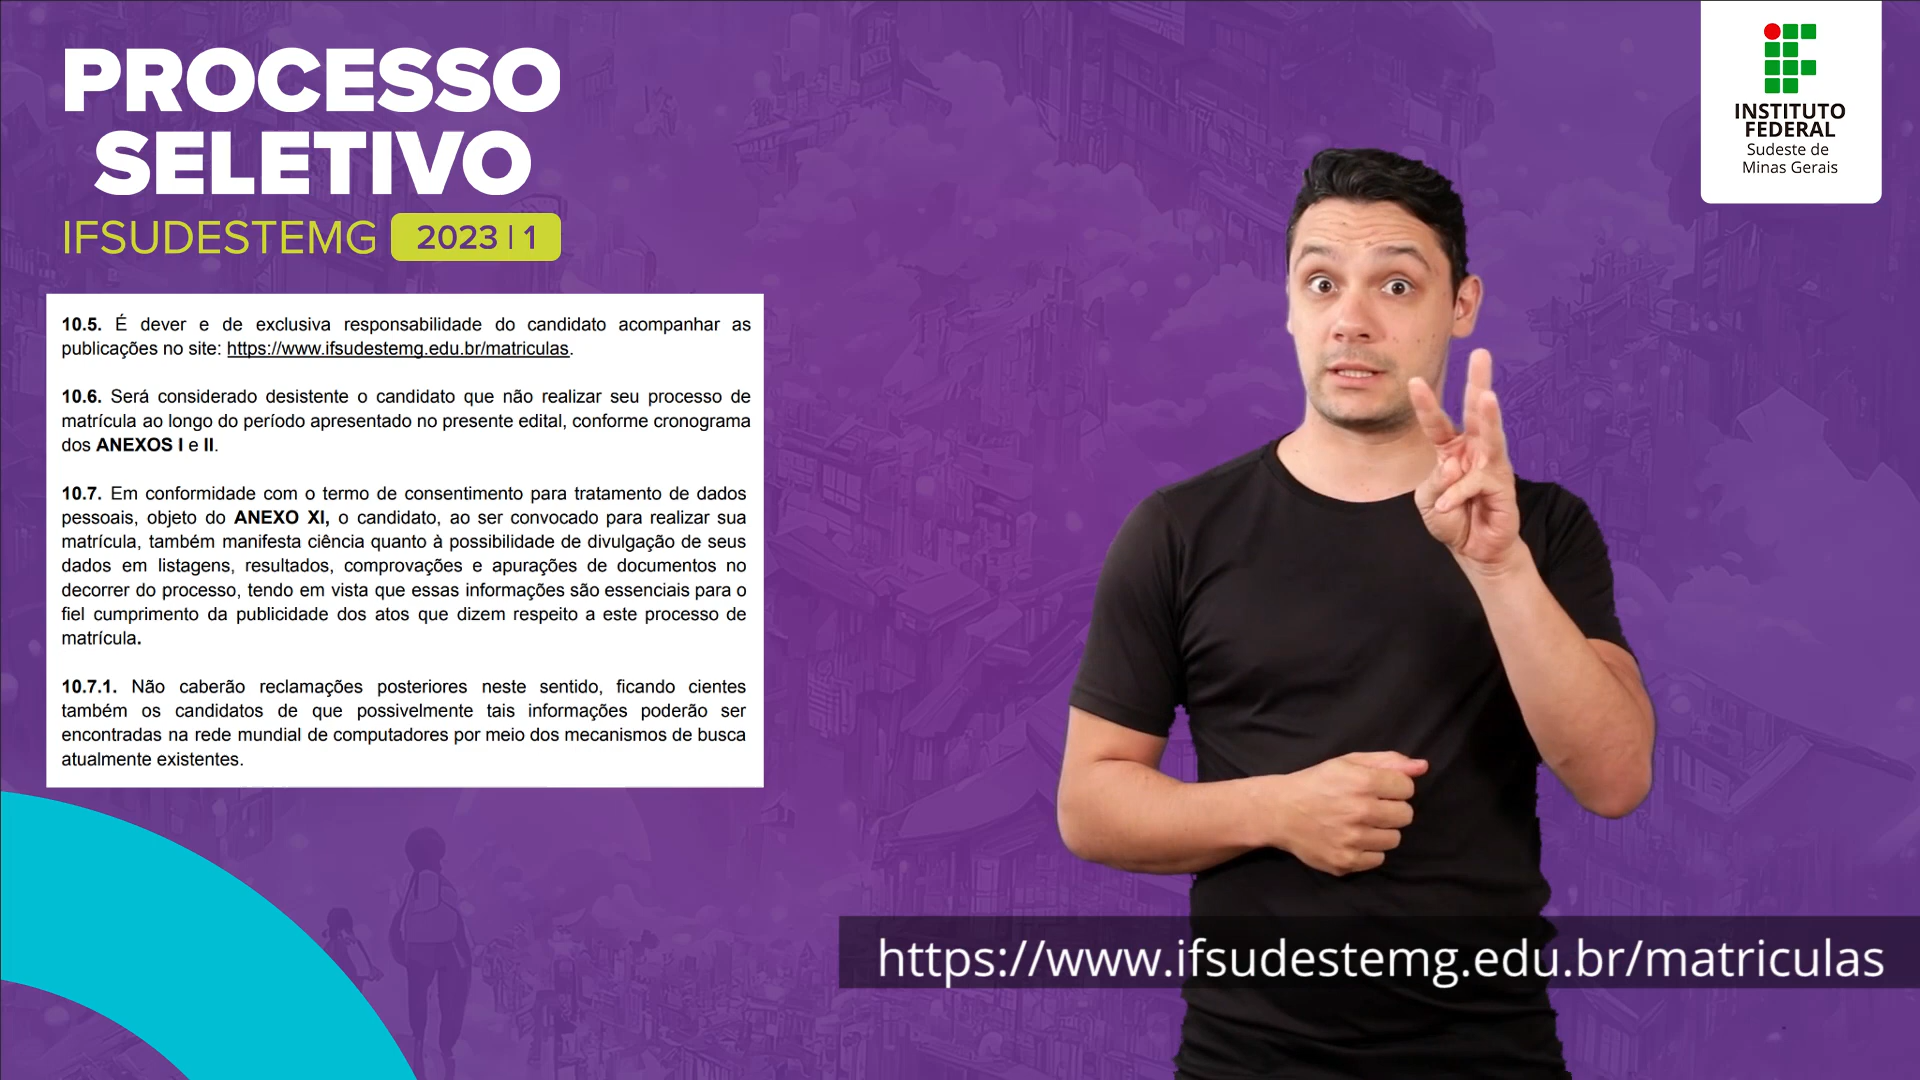 PROCESSO
SELETIVO
IFSUDESTEMG 2023 | 1
INSTITUTO
FEDERAL
Sudeste de
Minas Gerais
10.5. É dever e de exclusiva responsabilidade do candidato acompanhar as
publicações no site: https://www.ifsudestemg.edu.br/matriculas.
10.6. Será considerado desistente o candidato que não realizar seu processo de
matrícula ao longo do período apresentado no presente edital, conforme cronograma
dos ANEXOS I e II.
10.7. Em conformidade com o termo de consentimento para tratamento de dados
pessoais, objeto do ANEXO XI, o candidato, ao ser convocado para realizar sua
matrícula, também manifesta ciência quanto à possibilidade de divulgação de seus
dados em listagens, resultados, comprovações e apurações de documentos no
decorrer do processo, tendo em vista que essas informações são essenciais para o
fiel cumprimento da publicidade dos atos que dizem respeito a este processo de
matrícula.
10.7.1. Não caberão reclamações posteriores neste sentido, ficando cientes
também os candidatos de que possivelmente tais informações poderão ser
encontradas na rede mundial de computadores por meio dos mecanismos de busca
atualmente existentes.
https://www.ifsudestemg.edu.br/matriculas